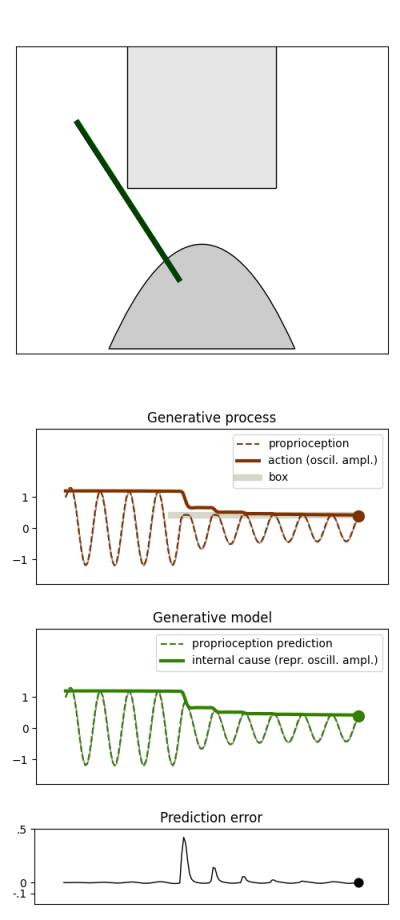 Generative process
proprioception
action (oscil. ampl.)
box
1
0
−1
Generative model
proprioception prediction
internal cause (repr. oscill. ampl.)
1
0
−1
Prediction error
.5
0
-.1